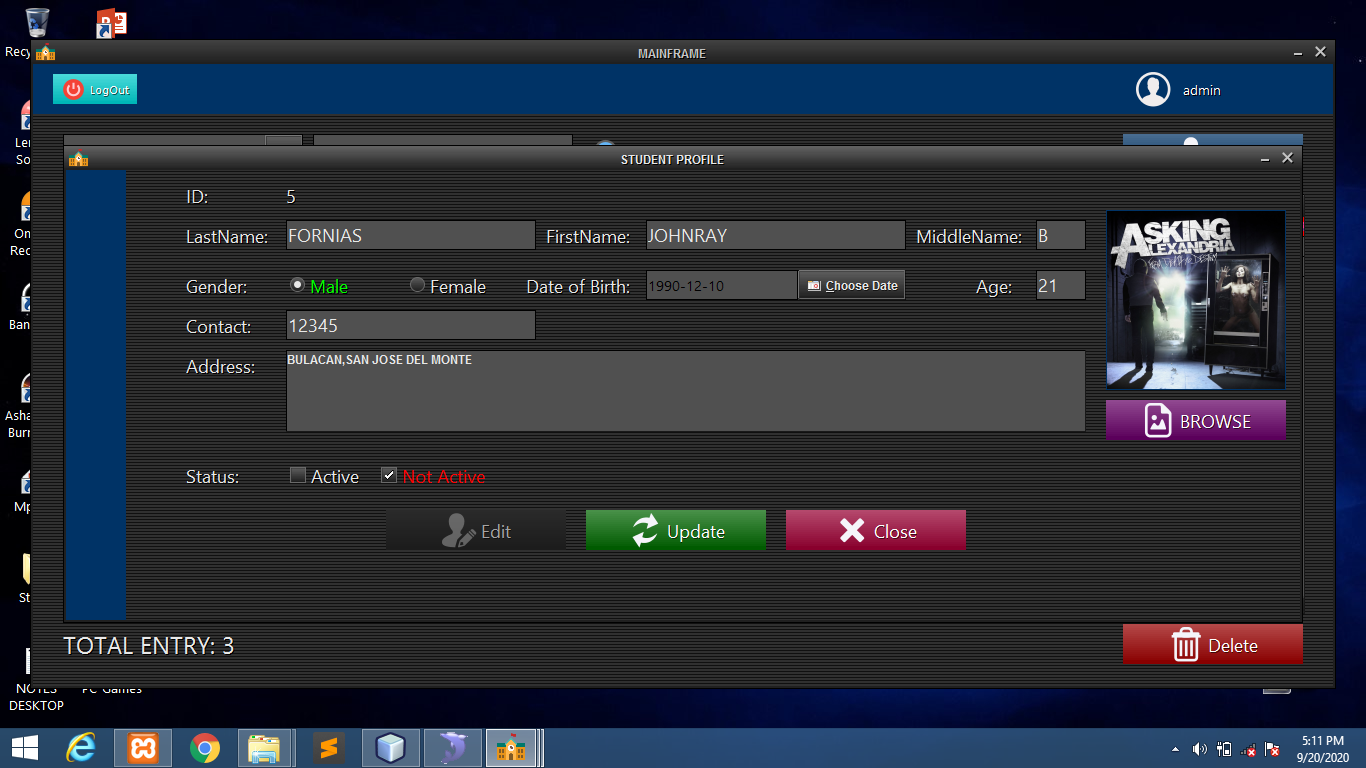 Recy
MAINFRAME
LogOut
admin
STUDENT PROFILE
ID: 5
LastName: FORNIAS FirstName: JOHNRAY MiddleName: B
ASKING
ALEXANDRIA
Gender: Male Female Date of Birth: 1990-12-10 Choose Date Age: 21
Contact: 12345
Address: BULACAN,SAN JOSE DEL MONTE
BROWSE
Status: Active Not Active
Edit Update Close
TOTAL ENTRY: 3
Delete
Ler
So
On
Rec
Ban
Asha
Burn
Mp
St
NOTES
DESKTOP
PC Games
5:11 PM
9/20/2020